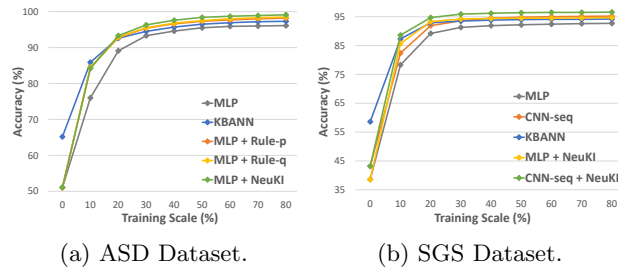 100
90
80
70
60
50
Accuracy (%)
MLP
KBANN
MLP + Rule-p
MLP + Rule-q
MLP + NeuKI
0 10 20 30 40 50 60 70 80
Training Scale (%)
(a) ASD Dataset.
95
85
75
65
55
45
35
Accuracy (%)
MLP
CNN-seq
KBANN
MLP + NeuKI
CNN-seq + NeuKI
0 10 20 30 40 50 60 70 80
Training Scale (%)
(b) SGS Dataset.